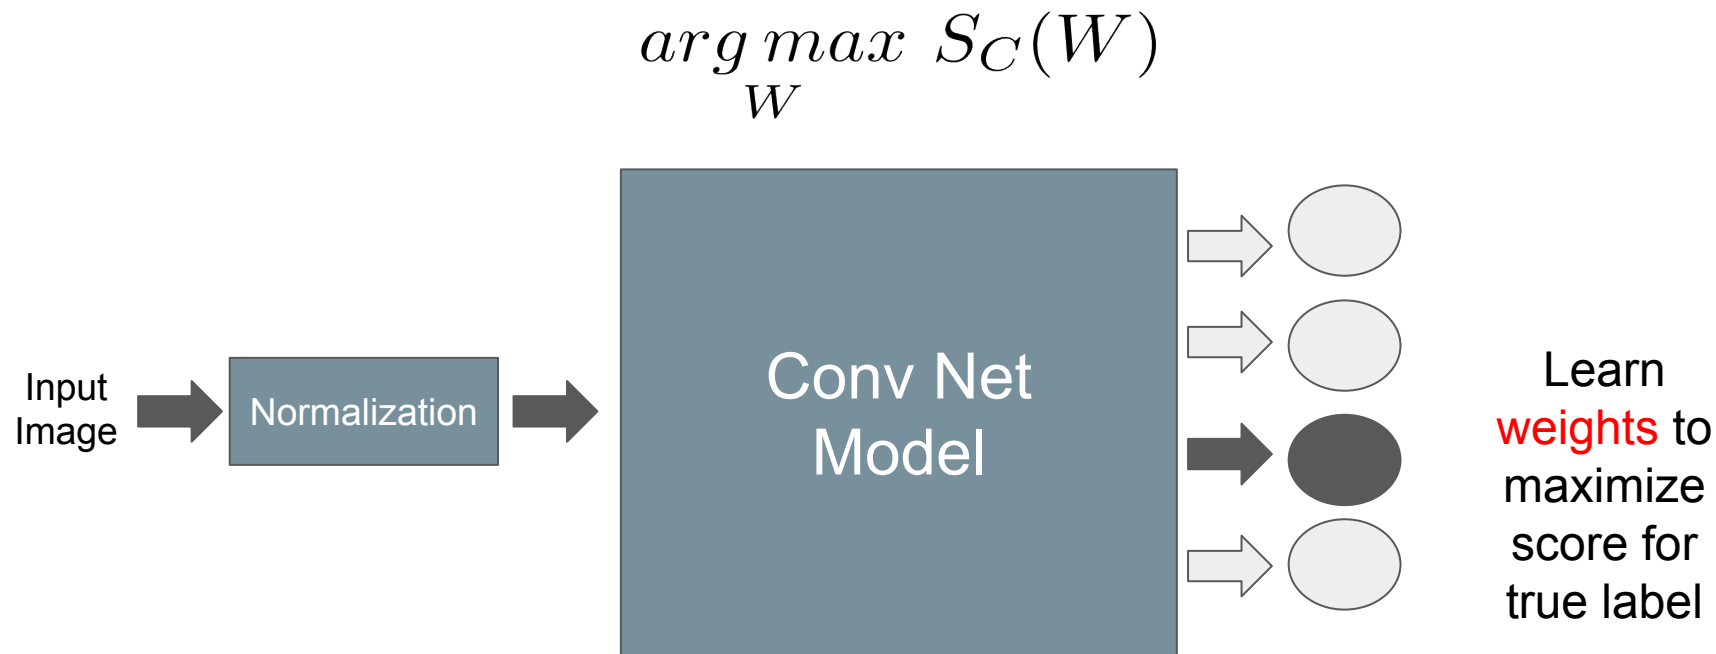 arg max S_C(W)
W
Input
Image
Normalization
Conv Net
Model
Learn
weights to
maximize
score for
true label